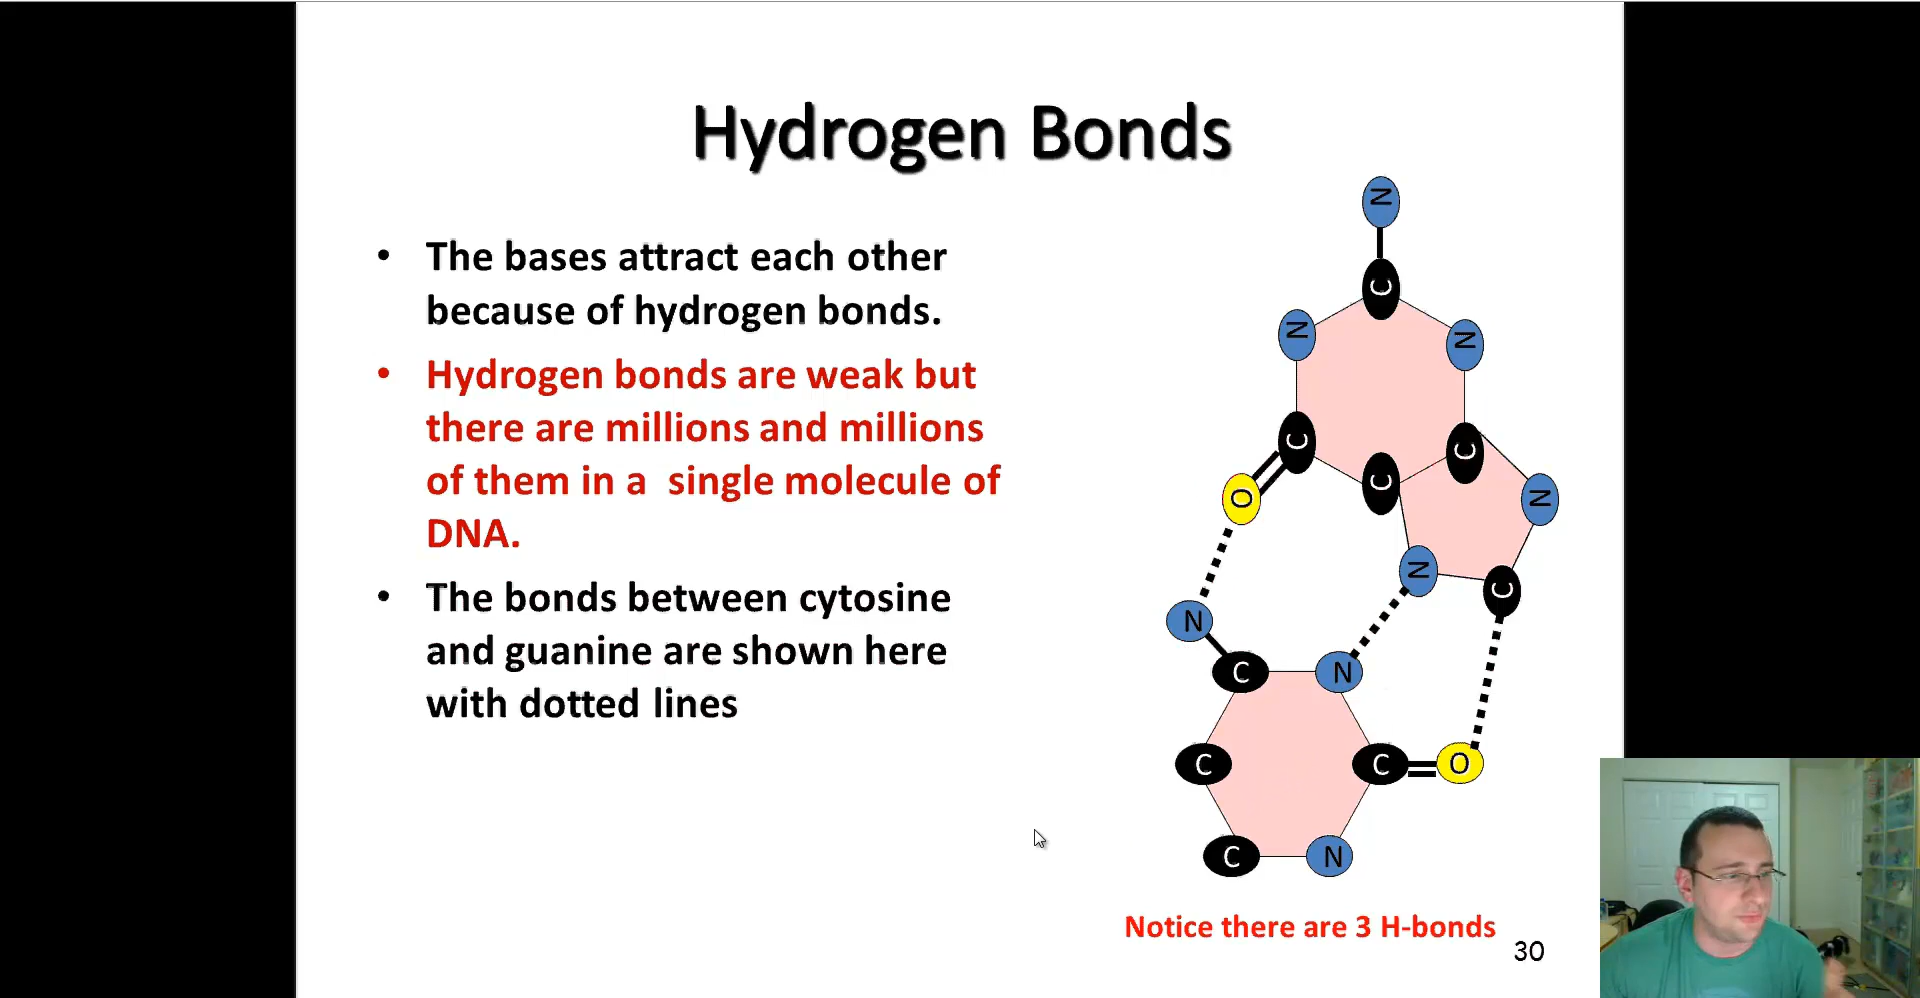 Hydrogen Bonds
• The bases attract each other
because of hydrogen bonds.
• Hydrogen bonds are weak but
there are millions and millions
of them in a single molecule of
DNA.
• The bonds between cytosine
and guanine are shown here
with dotted lines
N
C
N
N
C
C
C
O
N
N
C
N
C
N
C
C
O
C
N
Notice there are 3 H-bonds
30